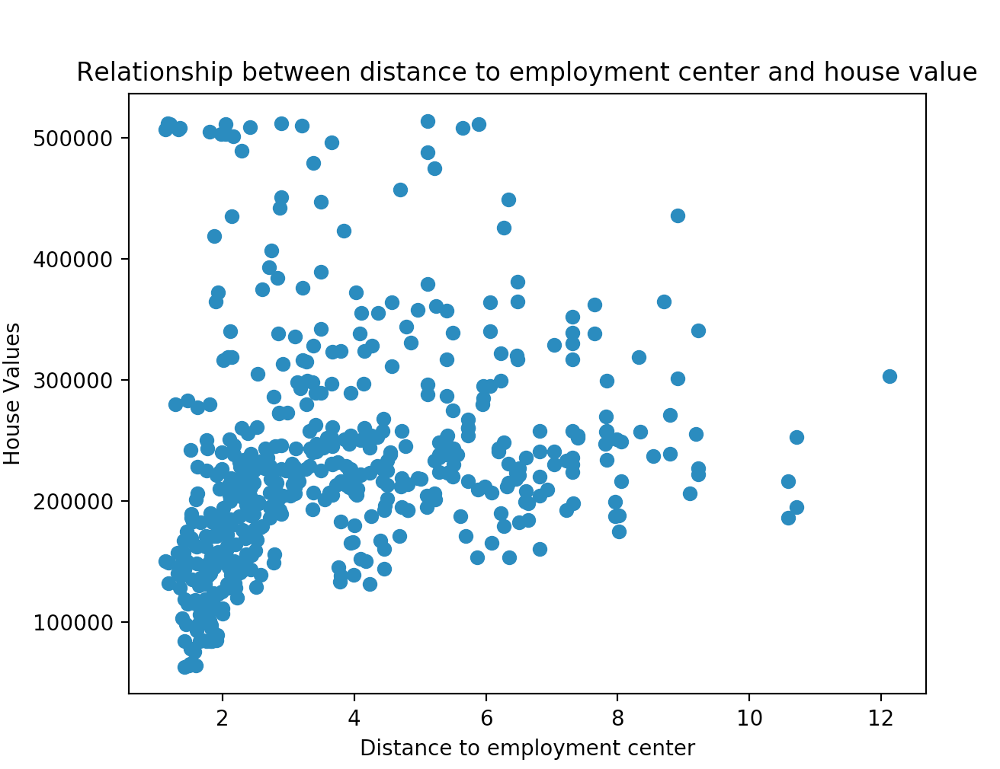 Relationship between distance to employment center and house value
500000
400000
300000
200000
100000
House Values
2 4 6 8 10 12
Distance to employment center